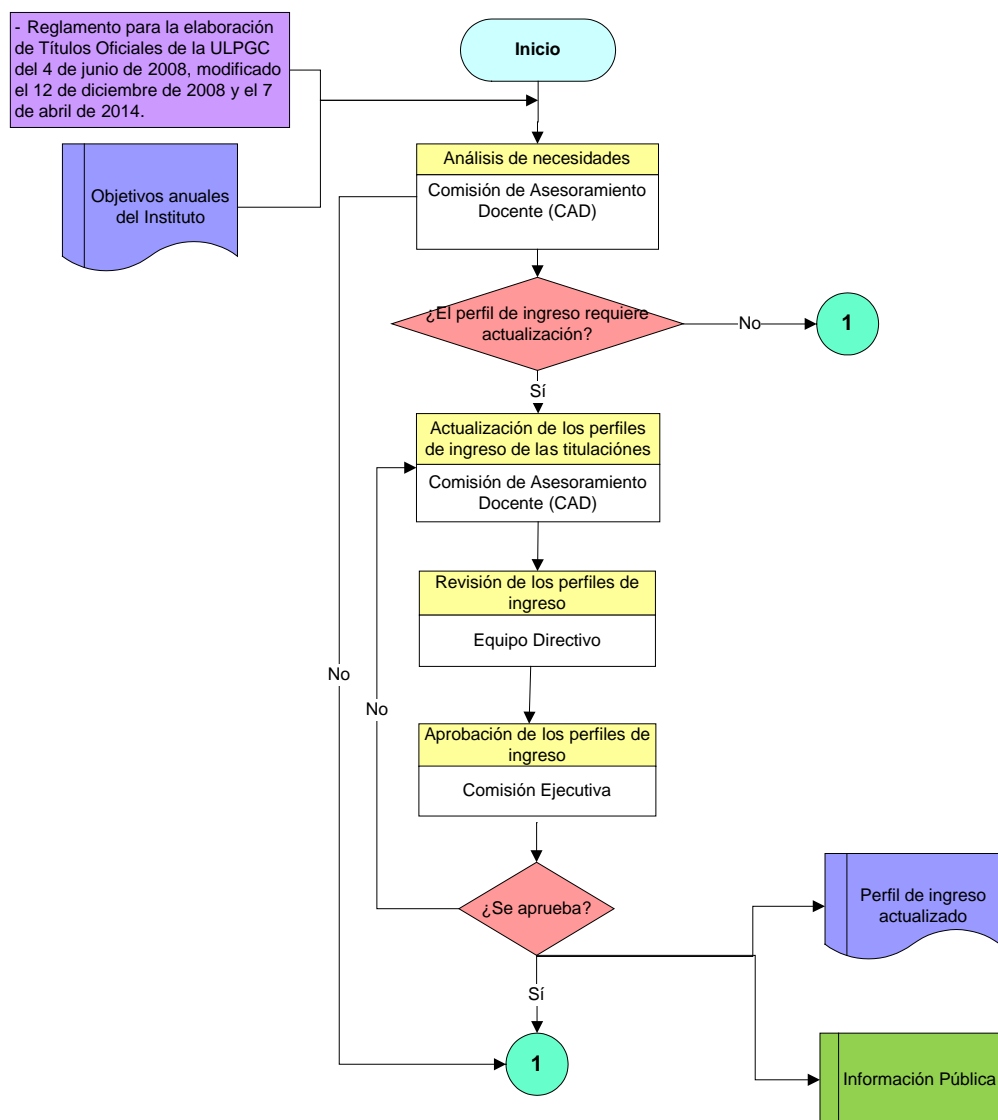 - Reglamento para la elaboración
de Títulos Oficiales de la ULPGC
del 4 de junio de 2008, modificado
el 12 de diciembre de 2008 y el 7
de abril de 2014.
Inicio
Objetivos anuales
del Instituto
Análisis de necesidades
Comisión de Asesoramiento
Docente (CAD)
¿El perfil de ingreso requiere
actualización?
No
1
Sí
Actualización de los perfiles
de ingreso de las titulaciónes
Comisión de Asesoramiento
Docente (CAD)
Revisión de los perfiles de
ingreso
Equipo Directivo
No
No
Aprobación de los perfiles de
ingreso
Comisión Ejecutiva
¿Se aprueba?
Perfil de ingreso
actualizado
Sí
1
Información Pública